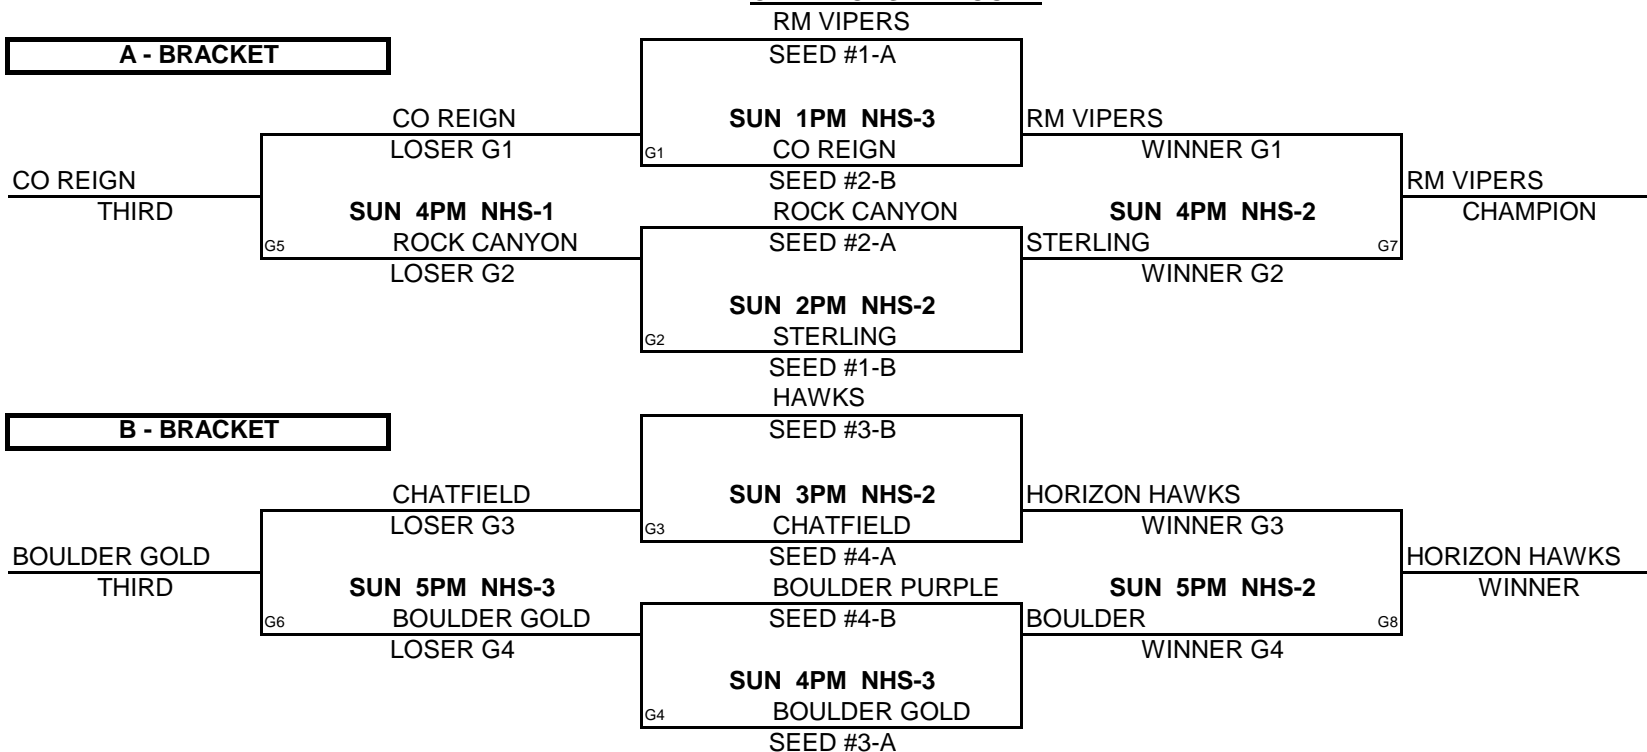 RM VIPERS
A - BRACKET
SEED #1-A
CO REIGN
SUN 1PM NHS-3
RM VIPERS
LOSER G1
G1
CO REIGN
WINNER G1
CO REIGN
SEED #2-B
RM VIPERS
THIRD
SUN 4PM NHS-1
ROCK CANYON
SUN 4PM NHS-2
CHAMPION
G5
ROCK CANYON
SEED #2-A
STERLING
G7
LOSER G2
WINNER G2
SUN 2PM NHS-2
G2
STERLING
SEED #1-B
HAWKS
B - BRACKET
SEED #3-B
CHATFIELD
SUN 3PM NHS-2
HORIZON HAWKS
LOSER G3
G3
CHATFIELD
WINNER G3
BOULDER GOLD
SEED #4-A
HORIZON HAWKS
THIRD
SUN 5PM NHS-3
BOULDER PURPLE
SUN 5PM NHS-2
WINNER
G6
BOULDER GOLD
SEED #4-B
BOULDER
G8
LOSER G4
WINNER G4
SUN 4PM NHS-3
G4
BOULDER GOLD
SEED #3-A